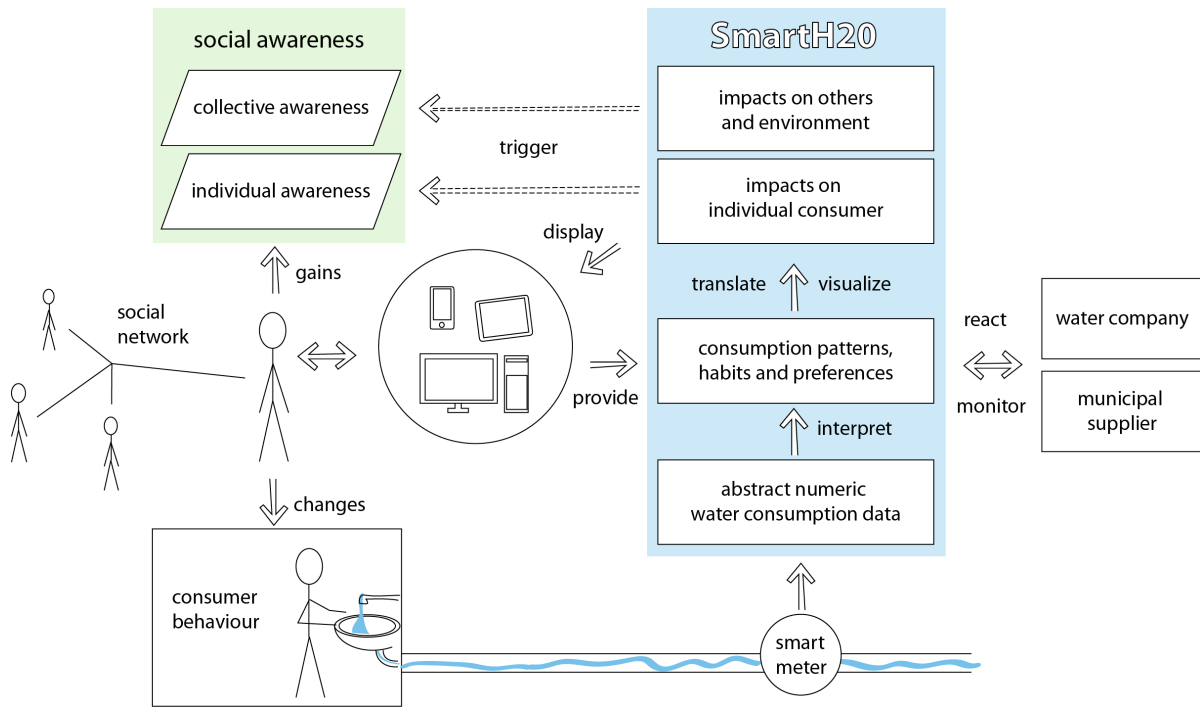 social awareness
collective awareness
individual awareness
SmartH20
impacts on others
and environment
impacts on
individual consumer
trigger
display
gains
translate
visualize
social
network
consumption patterns,
habits and preferences
provide
react
monitor
water company
municipal
supplier
interpret
abstract numeric
water consumption data
changes
consumer
behaviour
smart
meter